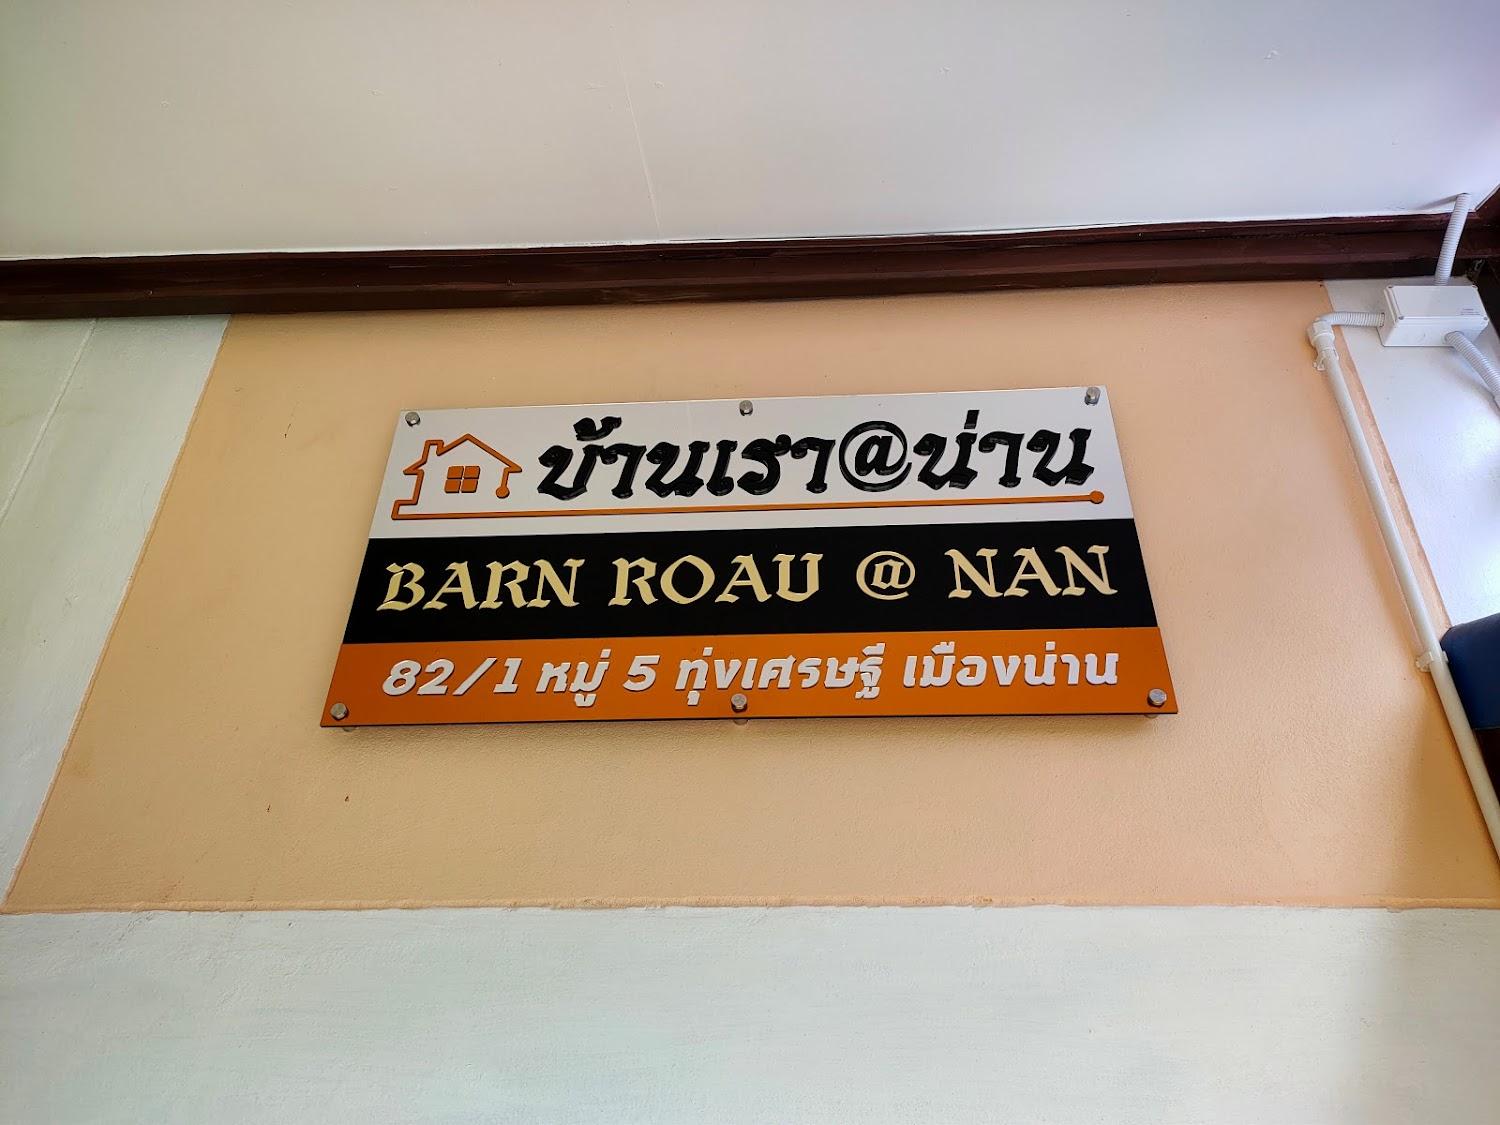 บ้านเรา@น่าน
BARN ROAU @ NAN
82/1 หมู่ 5 ทุ่งเศรษฐี เมืองน่าน